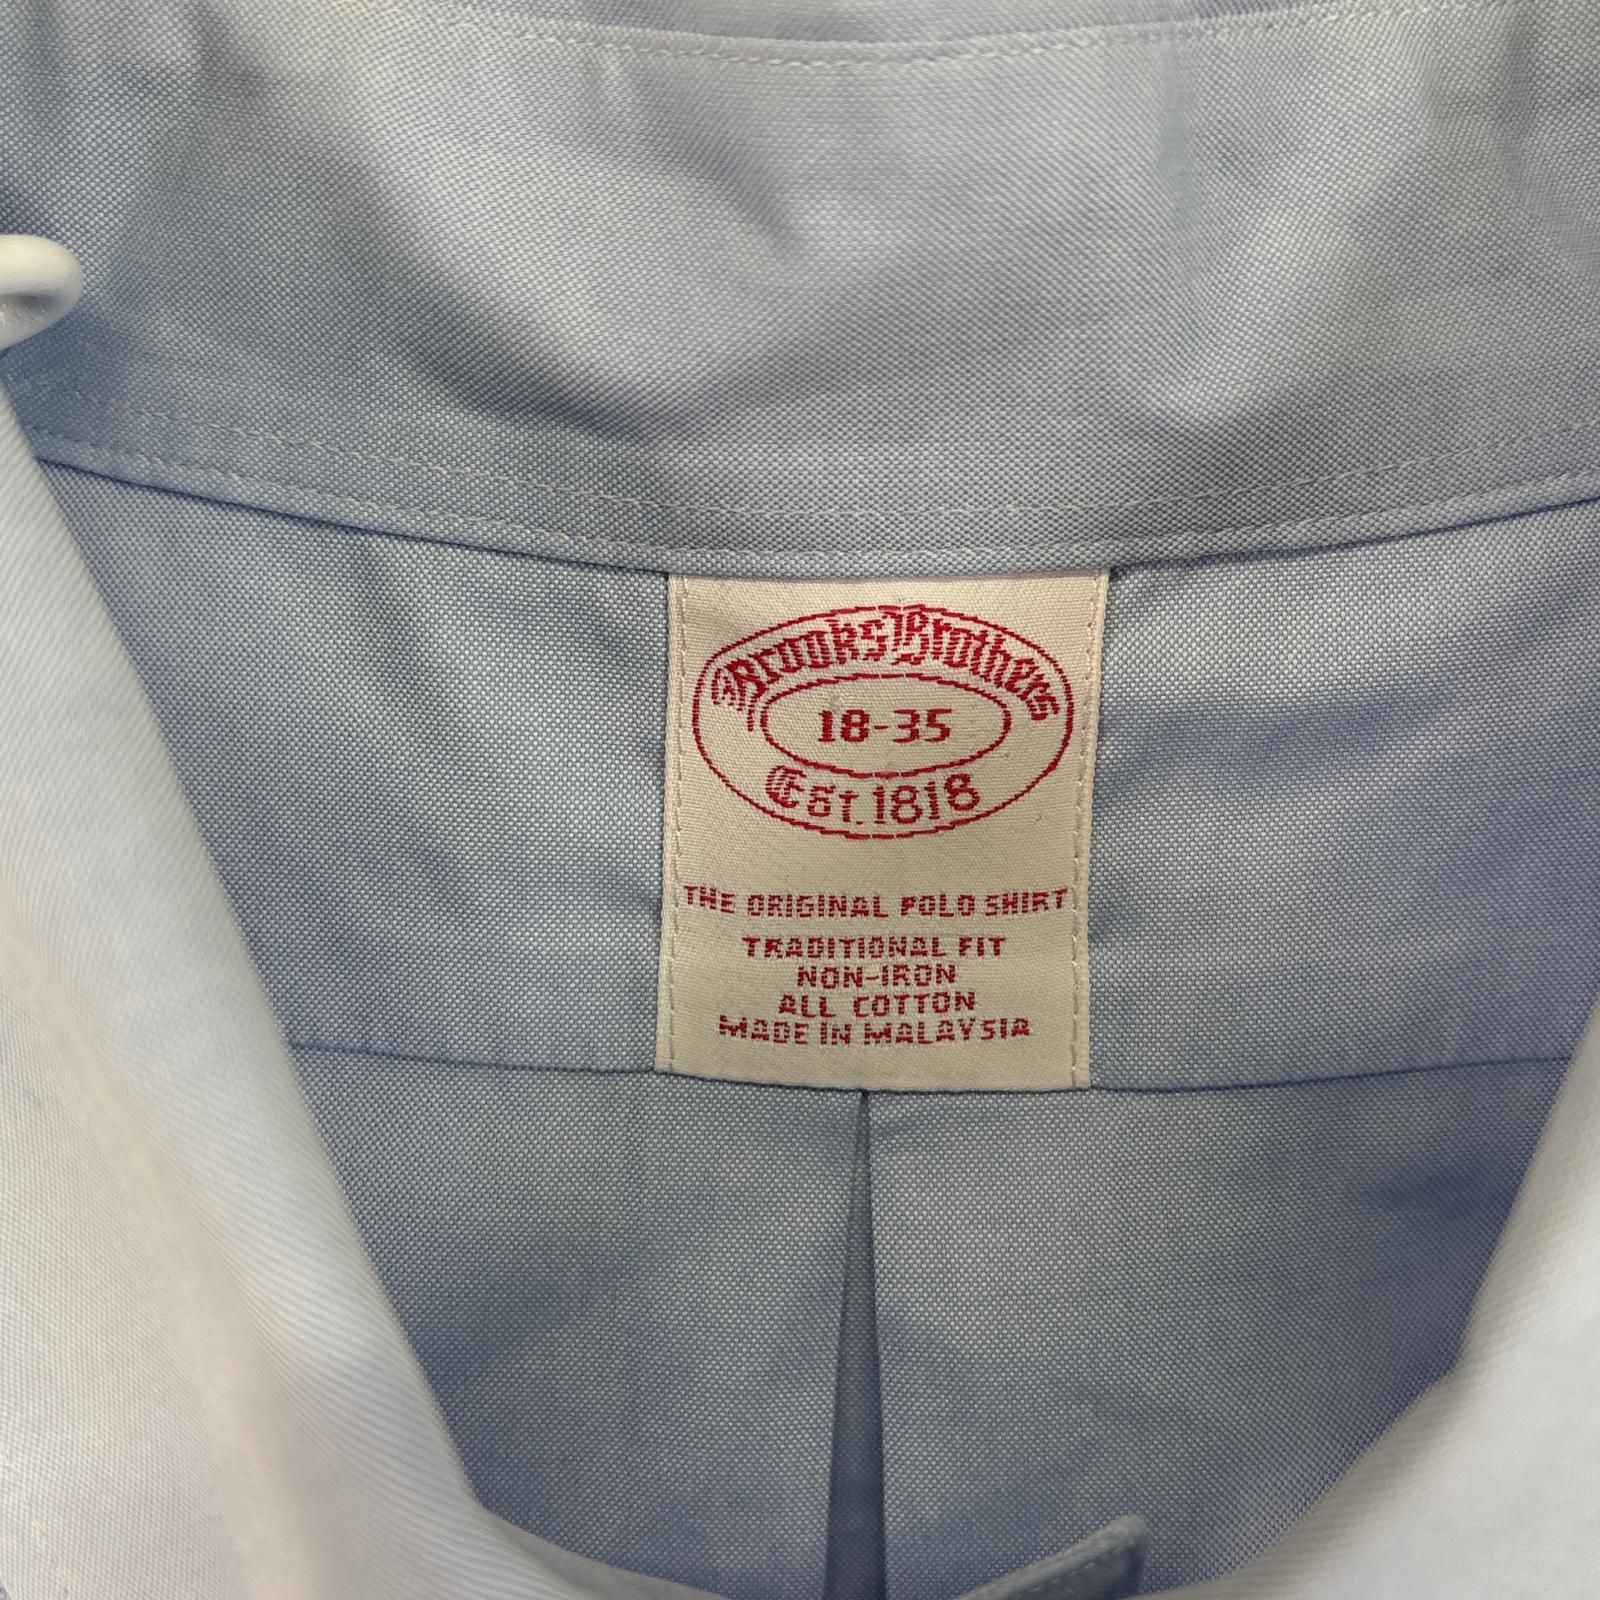 Brooks Brothers
18-35
Est. 1818
THE ORIGINAL POLO SHIRT
TRADITIONAL FIT
NON-IRON
ALL COTTON
MADE IN MALAYSIA